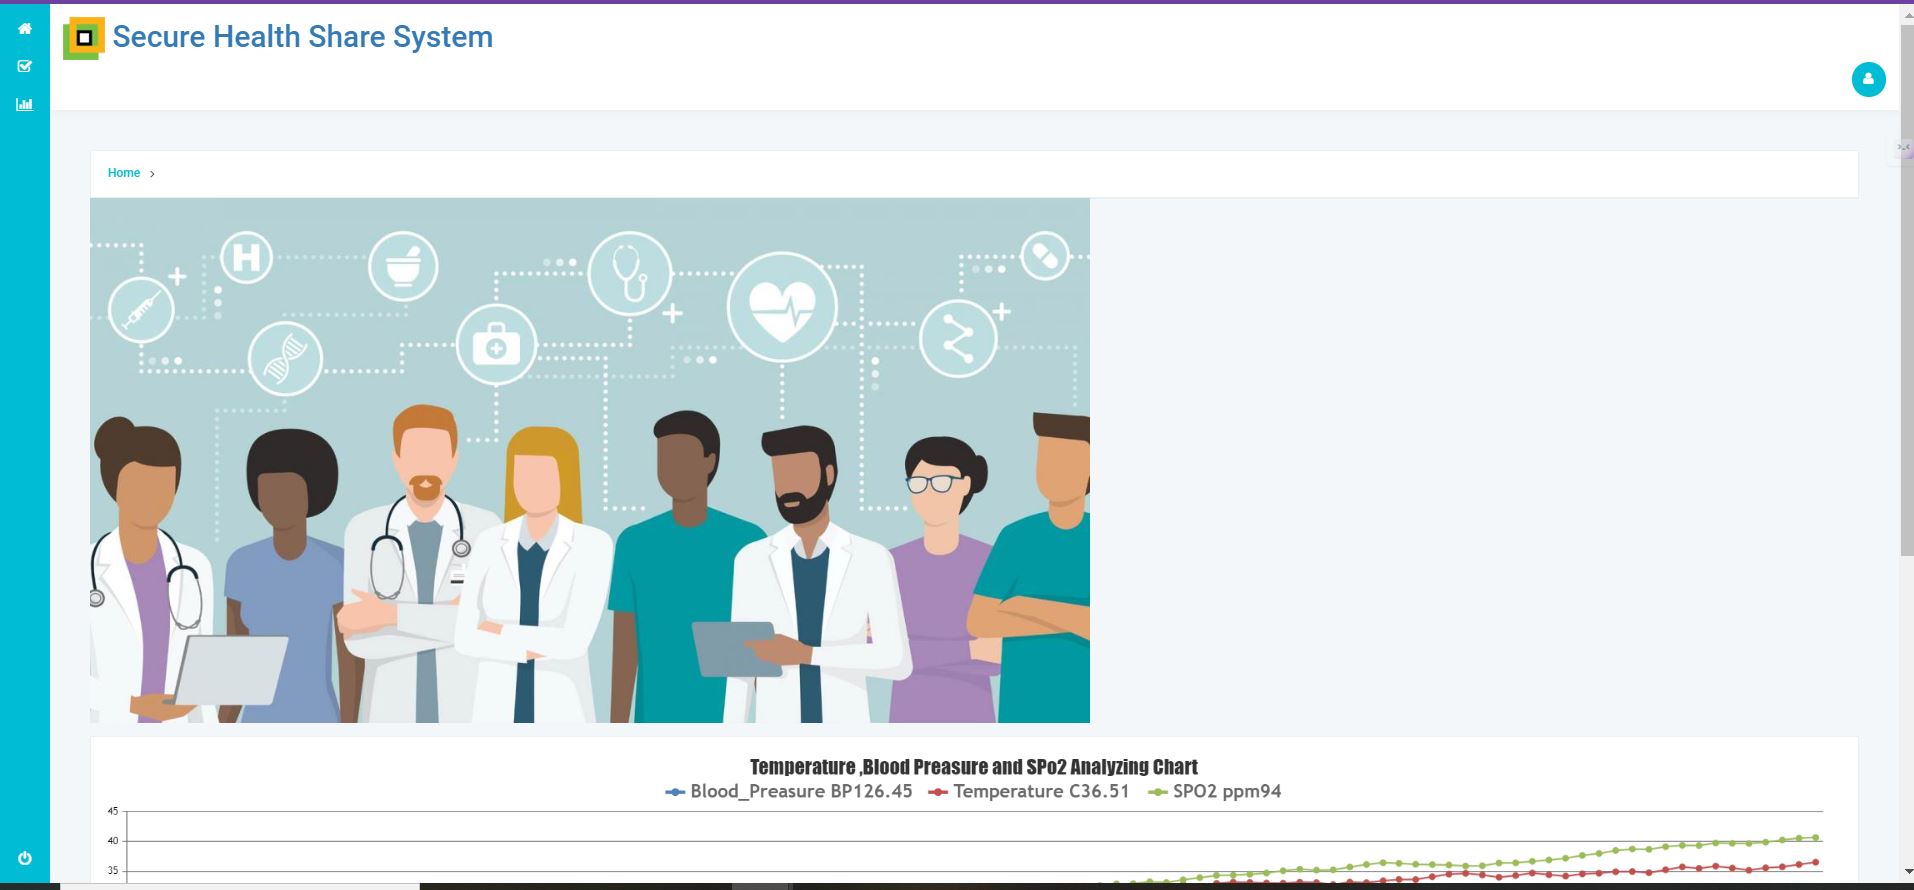 Secure Health Share System
Home >
H
Temperature ,Blood Preasure and SPo2 Analyzing Chart
Blood_Preasure BP126.45 Temperature C36.51 SPO2 ppm94
45
40
35